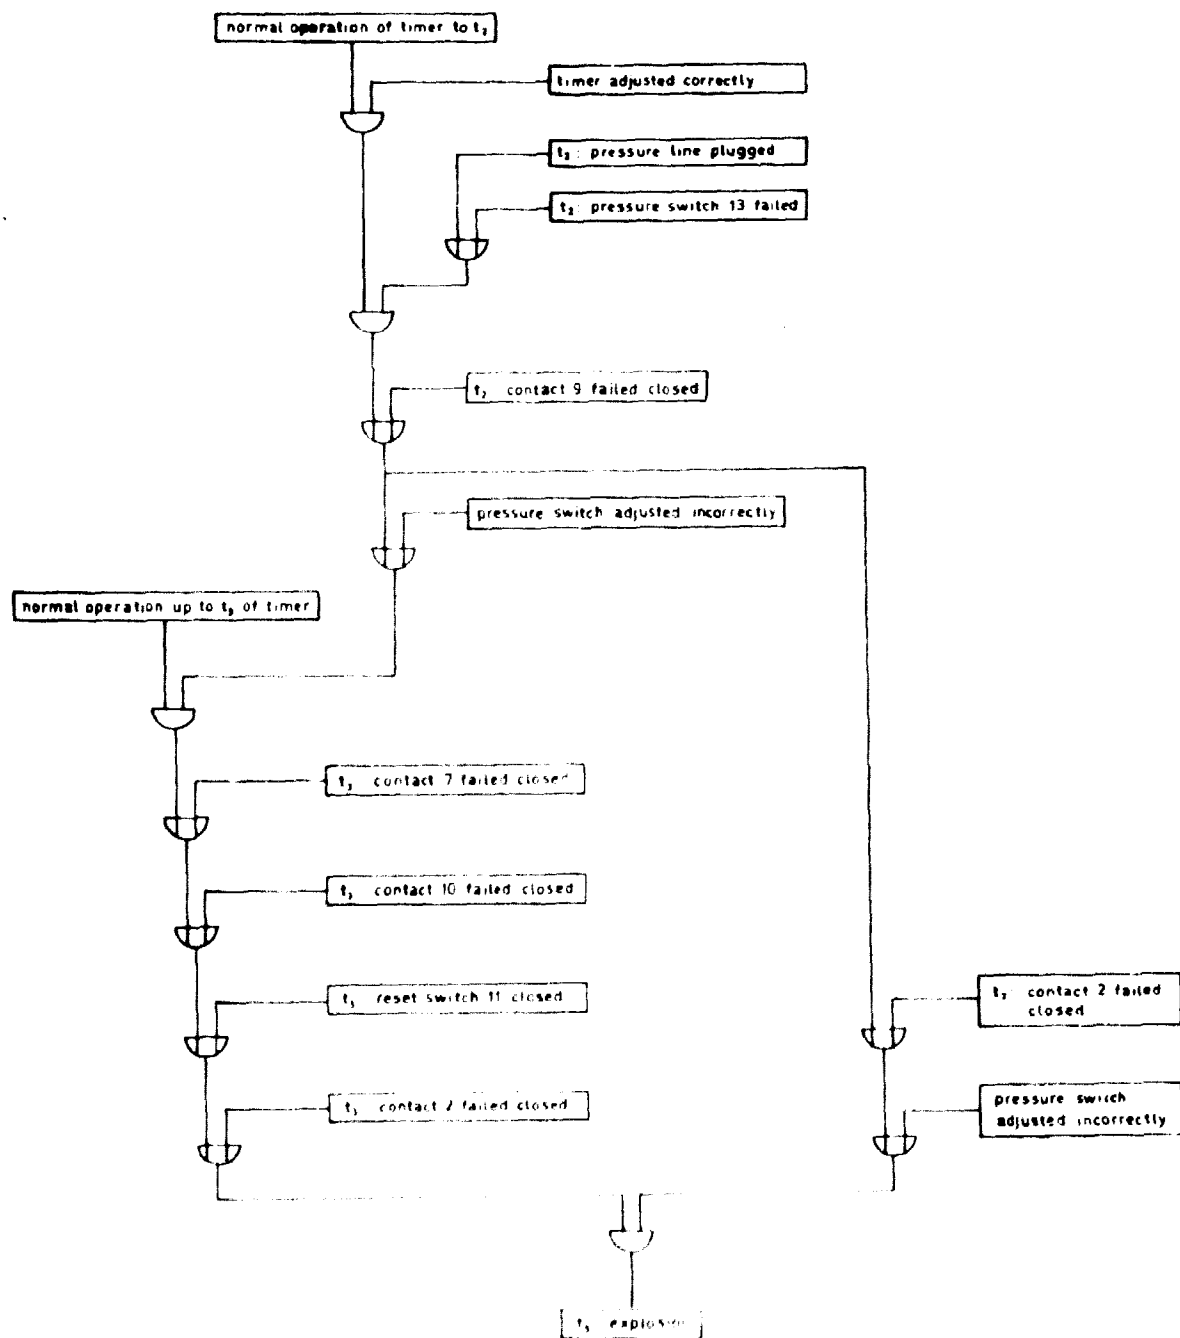 normal operation of timer to t₂
timer adjusted correctly
t₂: pressure line plugged
t₂: pressure switch 13 failed
t₂ contact 9 failed closed
pressure switch adjusted incorrectly
normal operation up to t₃ of timer
t₃ contact 7 failed closed
t₃ contact 10 failed closed
t₃ reset switch 11 closed
t₂: contact 2 failed
closed
t₃ contact 2 failed closed
pressure switch
adjusted incorrectly
t₃ explosion